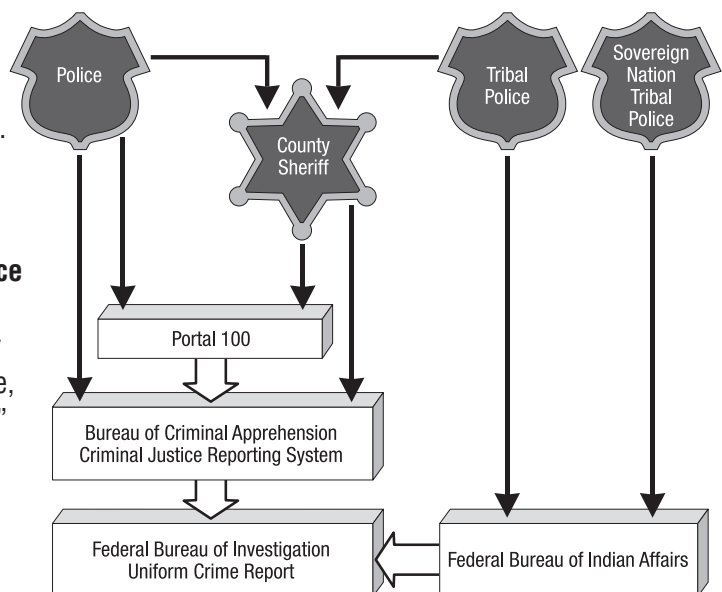 Police
Tribal
Police
Sovereign
Nation
Tribal
Police
County
Sheriff
.
ce
Portal 100
e,
”
Bureau of Criminal Apprehension
Criminal Justice Reporting System
Federal Bureau of Investigation
Uniform Crime Report
Federal Bureau of Indian Affairs